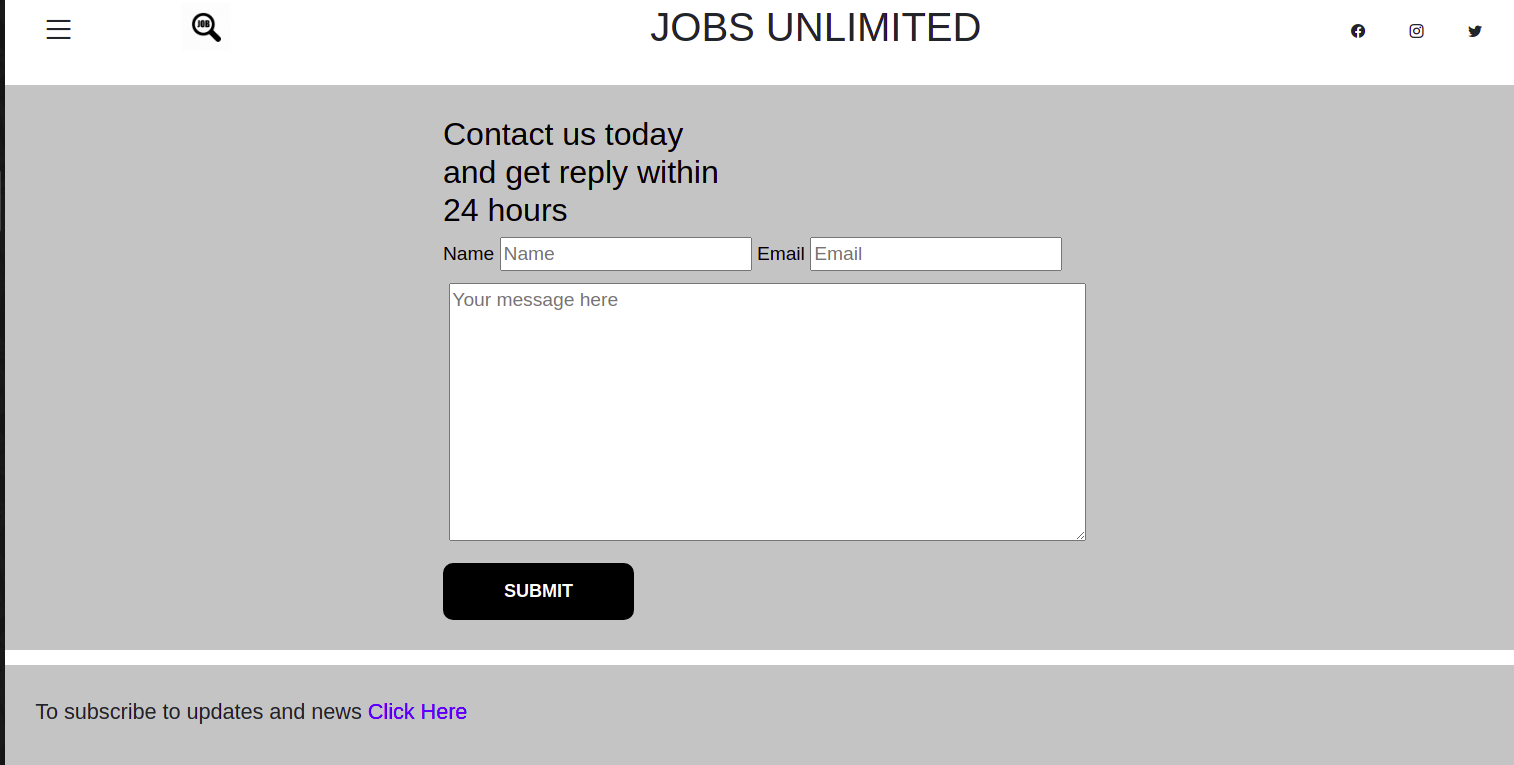 JOB
JOBS UNLIMITED
Contact us today
and get reply within
24 hours
Name Name Email Email
Your message here
SUBMIT
To subscribe to updates and news Click Here